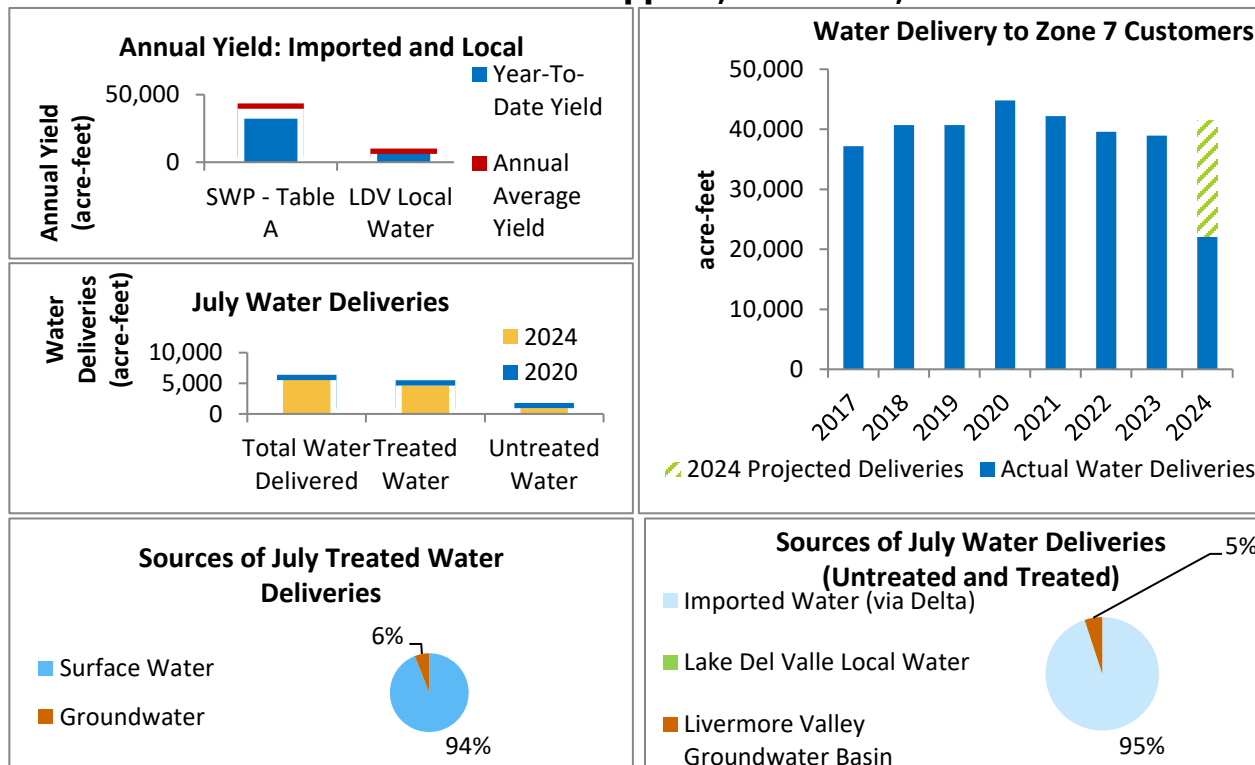 Annual Yield: Imported and Local
Annual Yield
(acre-feet)
50,000
0
SWP - Table
A
LDV Local
Water
Year-To-
Date Yield
Annual
Average
Yield
July Water Deliveries
Water
Deliveries
(acre-feet)
10,000
5,000
0
Total Water
Delivered
Treated
Water
Untreated
Water
2024
2020
Water Delivery to Zone 7 Customers
acre-feet
50,000
40,000
30,000
20,000
10,000
0
2017
2018
2019
2020
2021
2022
2023
2024
2024 Projected Deliveries
Actual Water Deliveries
Sources of July Treated Water
Deliveries
Surface Water
Groundwater
6%
94%
Sources of July Water Deliveries
(Untreated and Treated)
Imported Water (via Delta)
Lake Del Valle Local Water
Livermore Valley
Groundwater Basin
5%
95%